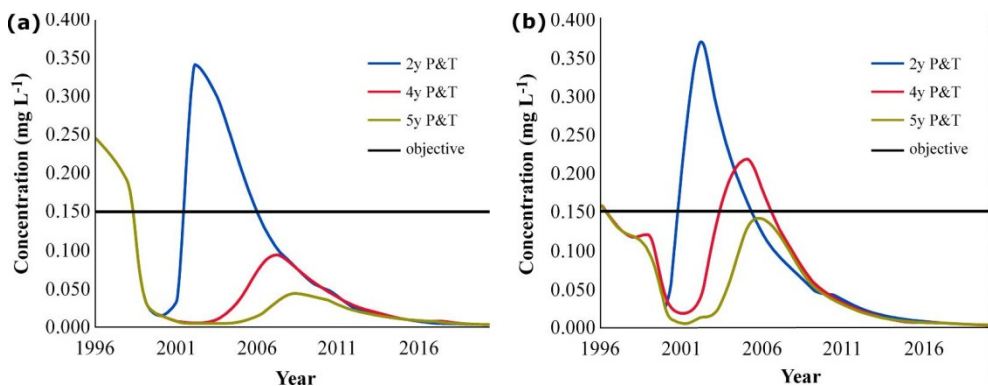 (a)
Concentration (mg L⁻¹)
0.400
0.350
0.300
0.250
0.200
0.150
0.100
0.050
0.000
1996 2001 2006 2011 2016
Year
2y P&T
4y P&T
5y P&T
objective
(b)
Concentration (mg L⁻¹)
0.400
0.350
0.300
0.250
0.200
0.150
0.100
0.050
0.000
1996 2001 2006 2011 2016
Year
2y P&T
4y P&T
5y P&T
objective